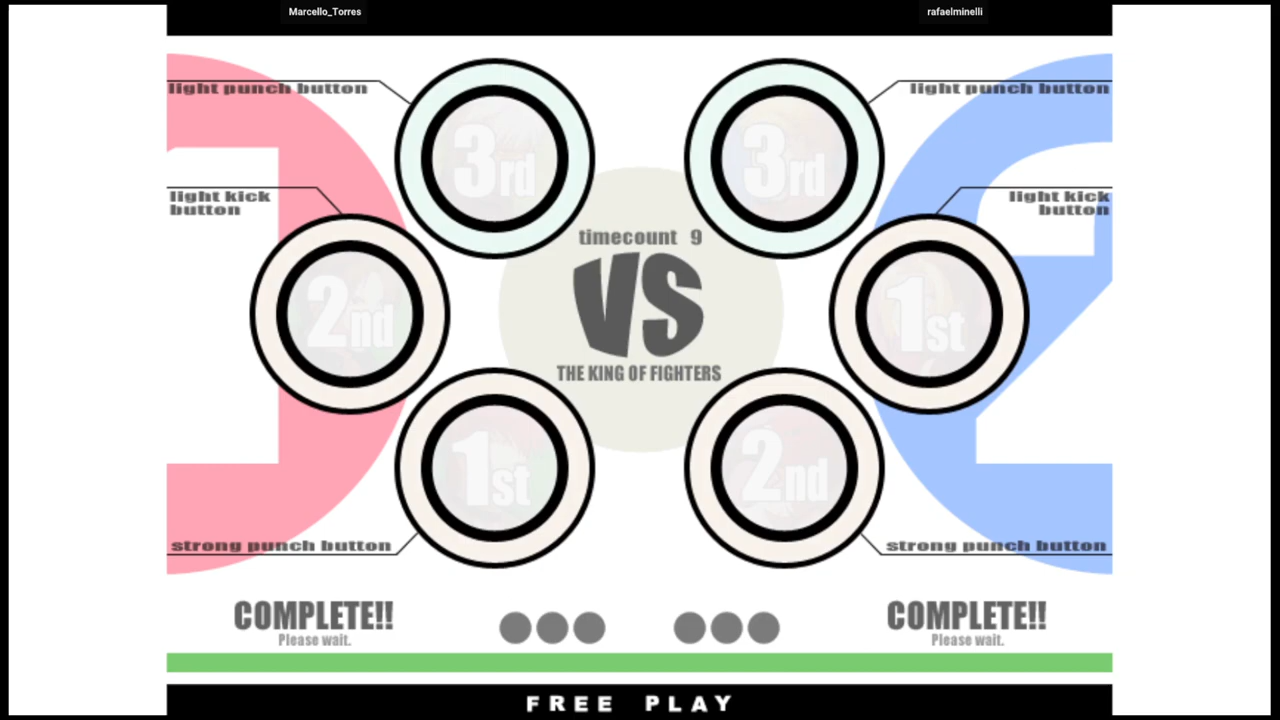 Marcello_Torres
rafaelminelli
light punch button
light punch button
3rd
3rd
light kick
button
light kick
button
timecount 9
VS
THE KING OF FIGHTERS
2nd
1st
1st
2nd
strong punch button
strong punch button
COMPLETE!!
Please wait.
COMPLETE!!
Please wait.
FREE PLAY